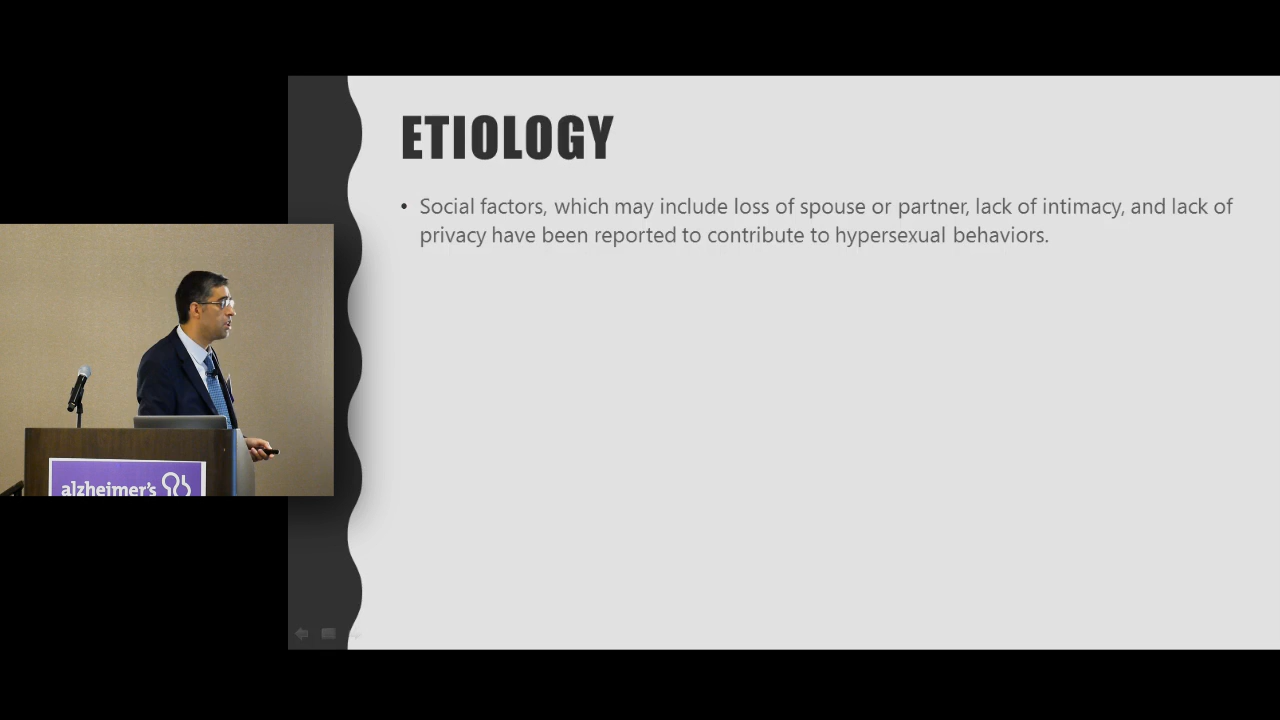 ETIOLOGY
• Social factors, which may include loss of spouse or partner, lack of intimacy, and lack of
privacy have been reported to contribute to hypersexual behaviors.
alzheimer's